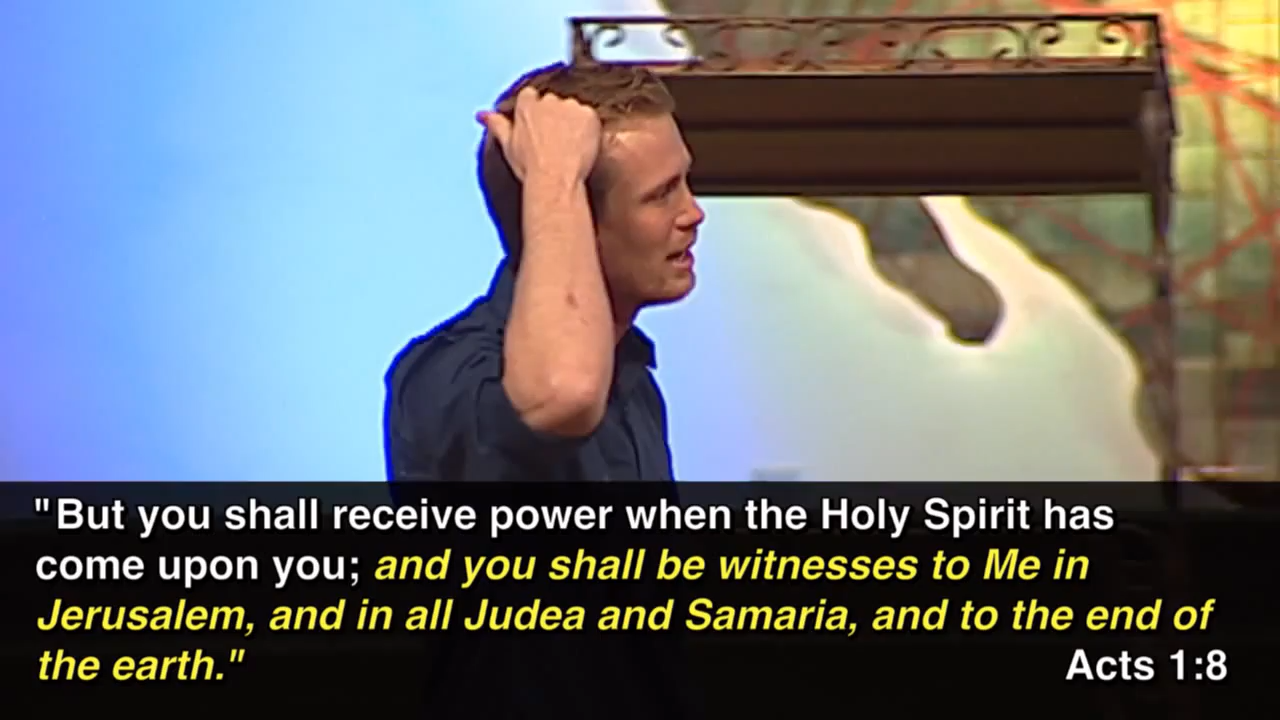 "But you shall receive power when the Holy Spirit has
come upon you; and you shall be witnesses to Me in
Jerusalem, and in all Judea and Samaria, and to the end of
the earth."
Acts 1:8